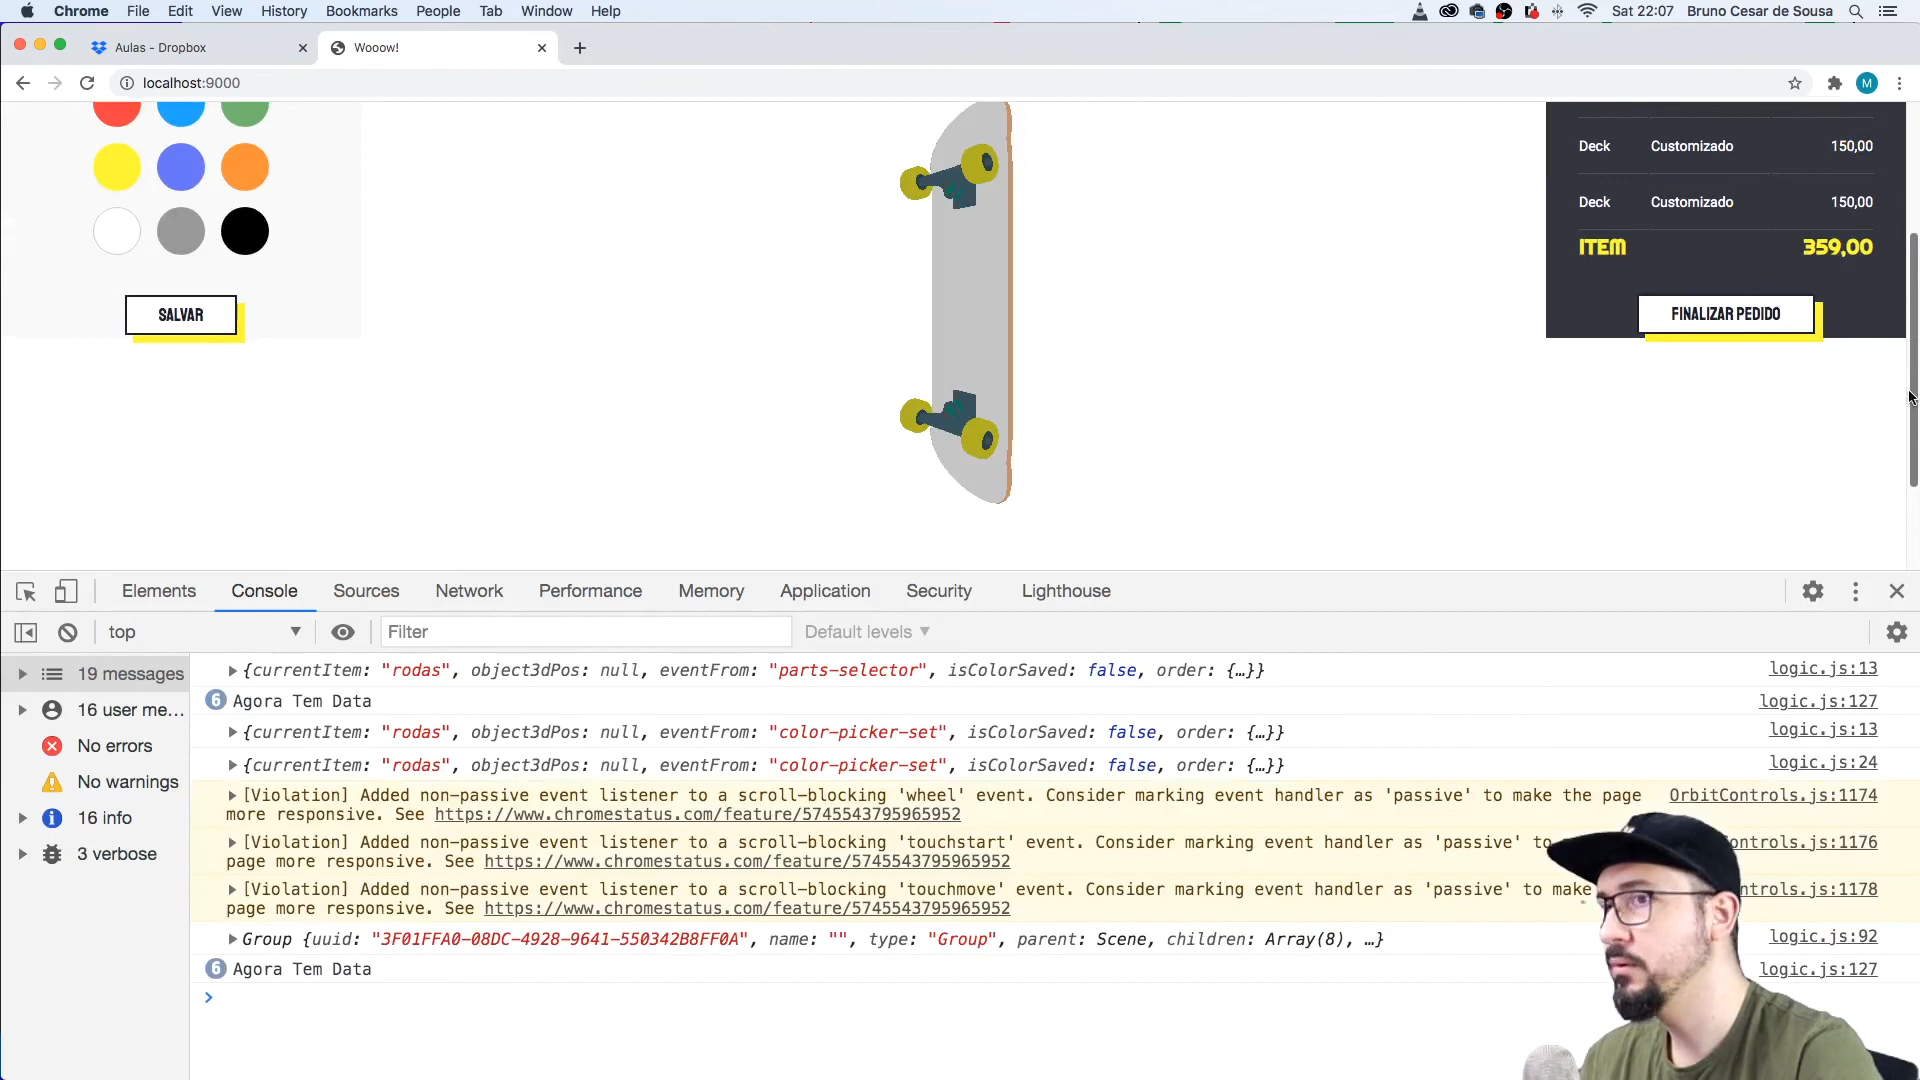 Chrome File Edit View History Bookmarks People Tab Window Help Sat 22:07 Bruno Cesar de Sousa
Aulas - Dropbox
Wooow!
localhost:9000
M
Deck Customizado 150,00
Deck Customizado 150,00
ITEM 359,00
SALVAR
FINALIZAR PEDIDO
Elements Console Sources Network Performance Memory Application Security Lighthouse
top
Filter
Default levels
19 messages
16 user me...
No errors
No warnings
16 info
3 verbose
{currentItem: "rodas", object3dPos: null, eventFrom: "parts-selector", isColorSaved: false, order: {…}} logic.js:13
6 Agora Tem Data logic.js:127
{currentItem: "rodas", object3dPos: null, eventFrom: "color-picker-set", isColorSaved: false, order: {…}} logic.js:13
{currentItem: "rodas", object3dPos: null, eventFrom: "color-picker-set", isColorSaved: false, order: {…}} logic.js:24
[Violation] Added non-passive event listener to a scroll-blocking 'wheel' event. Consider marking event handler as 'passive' to make the page OrbitControls.js:1174
more responsive. See https://www.chromestatus.com/feature/5745543795965952
[Violation] Added non-passive event listener to a scroll-blocking 'touchstart' event. Consider marking event handler as 'passive' to ontrols.js:1176
page more responsive. See https://www.chromestatus.com/feature/5745543795965952
[Violation] Added non-passive event listener to a scroll-blocking 'touchmove' event. Consider marking event handler as 'passive' to make ntrols.js:1178
page more responsive. See https://www.chromestatus.com/feature/5745543795965952
Group {uuid: "3F01FFA0-08DC-4928-9641-550342B8FF0A", name: "", type: "Group", parent: Scene, children: Array(8), …} logic.js:92
6 Agora Tem Data logic.js:127